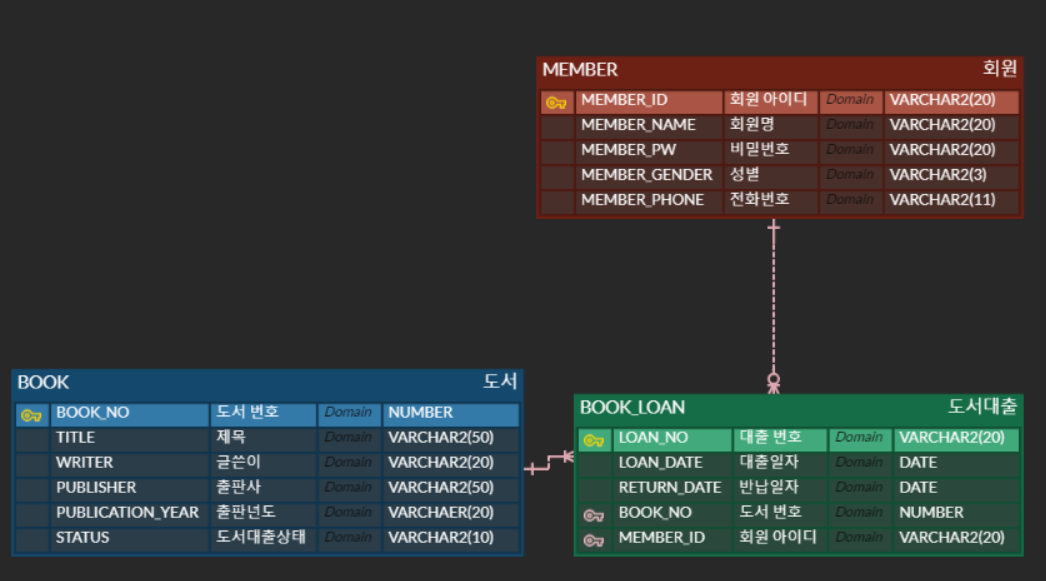 MEMBER 회원
MEMBER_ID 회원 아이디 Domain VARCHAR2(20)
MEMBER_NAME 회원명 Domain VARCHAR2(20)
MEMBER_PW 비밀번호 Domain VARCHAR2(20)
MEMBER_GENDER 성별 Domain VARCHAR2(3)
MEMBER_PHONE 전화번호 Domain VARCHAR2(11)
BOOK 도서
BOOK_NO 도서 번호 Domain NUMBER
TITLE 제목 Domain VARCHAR2(50)
WRITER 글쓴이 Domain VARCHAR2(20)
PUBLISHER 출판사 Domain VARCHAR2(50)
PUBLICATION_YEAR 출판년도 Domain VARCHAER(20)
STATUS 도서대출상태 Domain VARCHAR2(10)
BOOK_LOAN 도서대출
LOAN_NO 대출 번호 Domain VARCHAR2(20)
LOAN_DATE 대출일자 Domain DATE
RETURN_DATE 반납일자 Domain DATE
BOOK_NO 도서 번호 Domain NUMBER
MEMBER_ID 회원 아이디 Domain VARCHAR2(20)